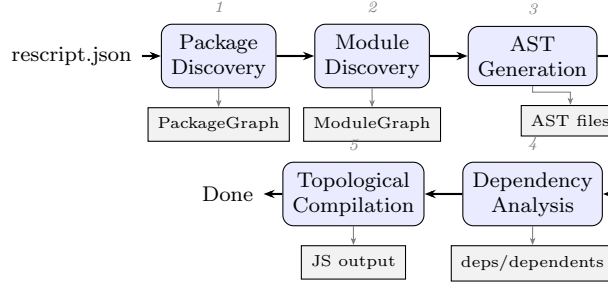 1
2
3
rescript.json
Package
Discovery
Module
Discovery
AST
Generation
PackageGraph
ModuleGraph
AST files
5
4
Done
Topological
Compilation
Dependency
Analysis
JS output
deps/dependents